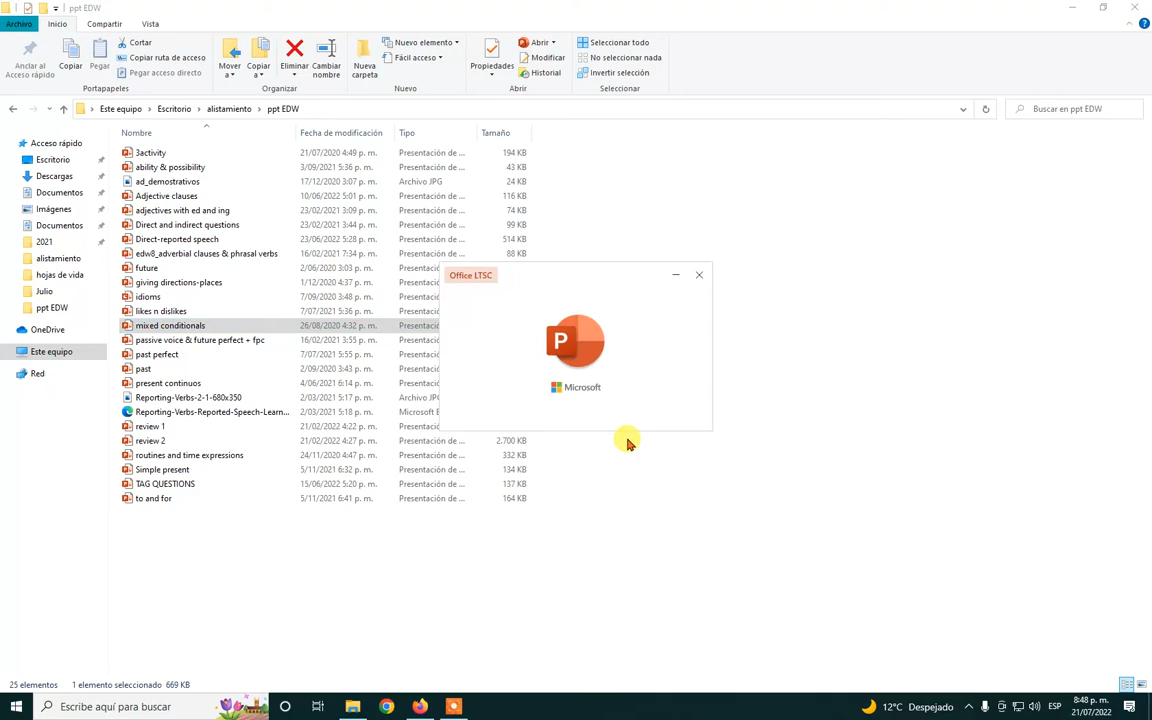 ppt EDW
Archivo Inicio Compartir Vista
Anclar al Acceso rápido
Copiar
Pegar
Cortar
Copiar ruta de acceso
Pegar acceso directo
Portapapeles
Mover a
Copiar a
Eliminar
Cambiar nombre
Organizar
Nueva carpeta
Nuevo elemento
Fácil acceso
Nuevo
Propiedades
Abrir
Modificar
Historial
Abrir
Seleccionar todo
No seleccionar nada
Invertir selección
Seleccionar
Este equipo > Escritorio > alistamiento > ppt EDW
Buscar en ppt EDW
Acceso rápido
Escritorio
Descargas
Documentos
Imágenes
Documentos
2021
alistamiento
hojas de vida
Julio
ppt EDW
OneDrive
Este equipo
Red
Nombre Fecha de modificación Tipo Tamaño
3activity 21/07/2020 4:49 p. m. Presentación de ... 194 KB
ability & possibility 3/09/2021 5:36 p. m. Presentación de ... 43 KB
ad_demostrativos 17/12/2020 3:07 p. m. Archivo JPG 24 KB
Adjective clauses 10/06/2022 5:01 p. m. Presentación de ... 116 KB
adjectives with ed and ing 23/02/2021 3:09 p. m. Presentación de ... 74 KB
Direct and indirect questions 23/02/2021 3:44 p. m. Presentación de ... 99 KB
Direct-reported speech 23/06/2022 5:28 p. m. Presentación de ... 514 KB
edw8_adverbial clauses & phrasal verbs 16/02/2021 7:34 p. m. Presentación de ... 88 KB
future 2/06/2020 3:03 p. m. Presentació
giving directions-places 1/12/2020 4:37 p. m. Presentació
idioms 7/09/2020 3:48 p. m. Presentació
likes n dislikes 7/07/2021 5:36 p. m. Presentació
mixed conditionals 26/08/2020 4:32 p. m. Presentació
passive voice & future perfect + fpc 16/02/2021 3:55 p. m. Presentació
past perfect 7/07/2021 5:55 p. m. Presentació
past 2/09/2020 3:43 p. m. Presentació
present continuos 4/06/2021 6:14 p. m. Presentació
Reporting-Verbs-2-1-680x350 2/03/2021 5:17 p. m. Archivo JPG
Reporting-Verbs-Reported-Speech-Learn... 2/03/2021 5:18 p. m. Microsoft E
review 1 21/02/2022 4:22 p. m. Presentació
review 2 21/02/2022 4:27 p. m. Presentación de ... 2.700 KB
routines and time expressions 24/11/2020 4:47 p. m. Presentación de ... 332 KB
Simple present 5/11/2021 6:32 p. m. Presentación de ... 134 KB
TAG QUESTIONS 15/06/2022 5:20 p. m. Presentación de ... 137 KB
to and for 5/11/2021 6:41 p. m. Presentación de ... 164 KB
Office LTSC
P
Microsoft
25 elementos 1 elemento seleccionado 669 KB
Escribe aquí para buscar
12°C Despejado
ESP
8:48 p. m.
21/07/2022